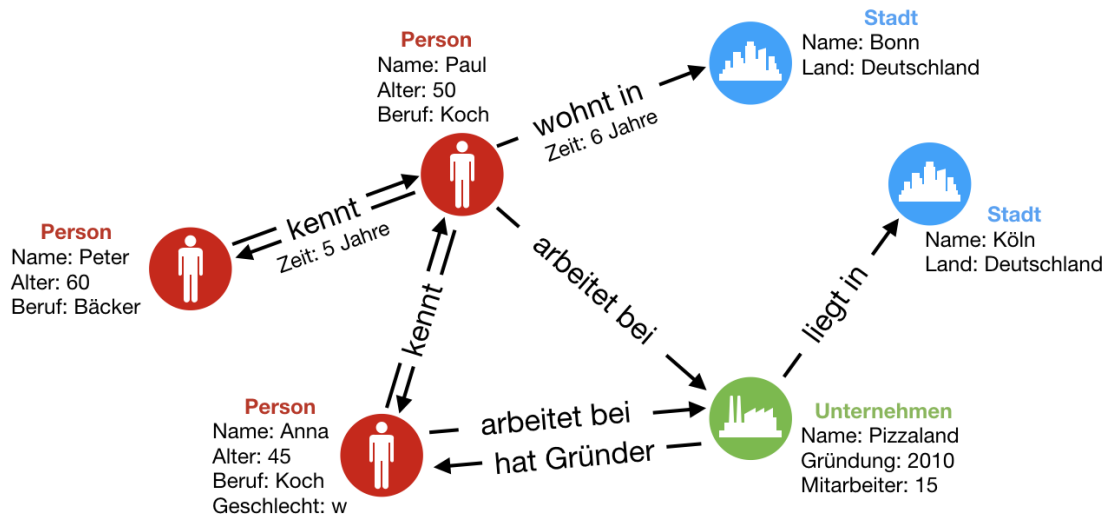 Person
Name: Paul
Alter: 50
Beruf: Koch
Stadt
Name: Bonn
Land: Deutschland
wohnt in
Zeit: 6 Jahre
Stadt
Name: Köln
Land: Deutschland
Person
Name: Peter
Alter: 60
Beruf: Bäcker
kennt
Zeit: 5 Jahre
kennt
arbeitet bei
liegt in
Person
Name: Anna
Alter: 45
Beruf: Koch
Geschlecht: w
arbeitet bei
hat Gründer
Unternehmen
Name: Pizzaland
Gründung: 2010
Mitarbeiter: 15